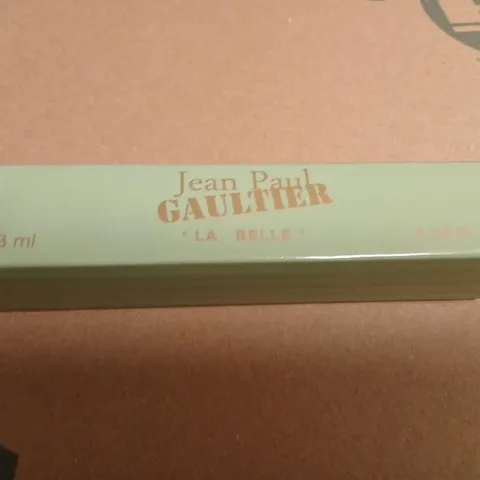 Jean Paul
GAULTIER
"LA BELLE"
ml